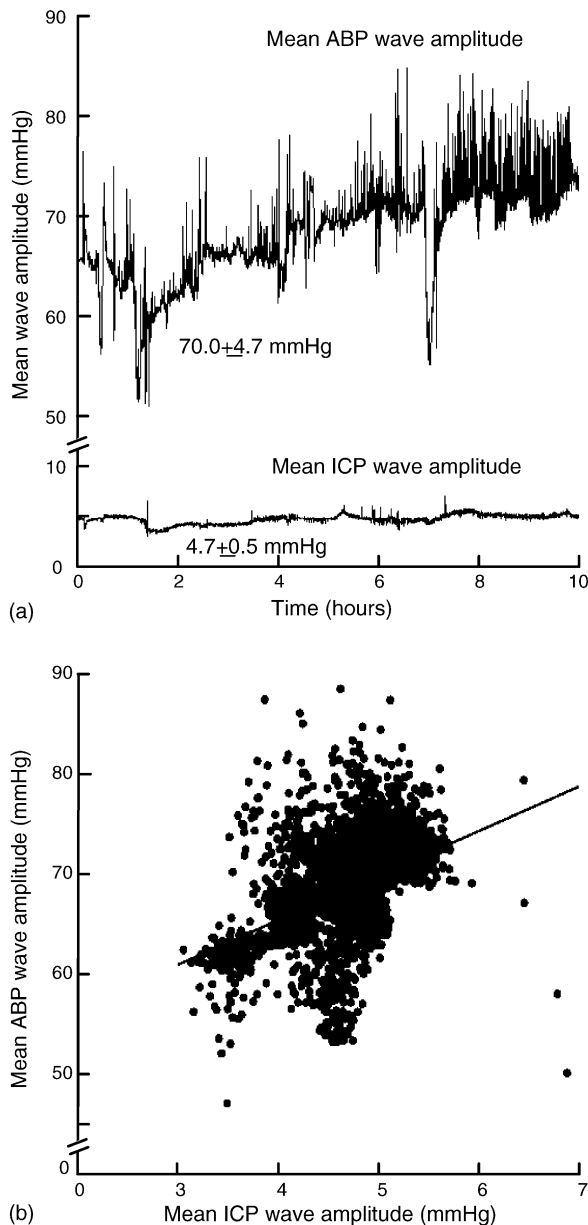 90
Mean ABP wave amplitude
80
70
60
70.0±4.7 mmHg
50
Mean wave amplitude (mmHg)
10
Mean ICP wave amplitude
5
4.7±0.5 mmHg
0
0 2 4 6 8 10
Time (hours)
(a)
90
80
70
60
50
0
Mean ABP wave amplitude (mmHg)
0 3 4 5 6 7
Mean ICP wave amplitude (mmHg)
(b)